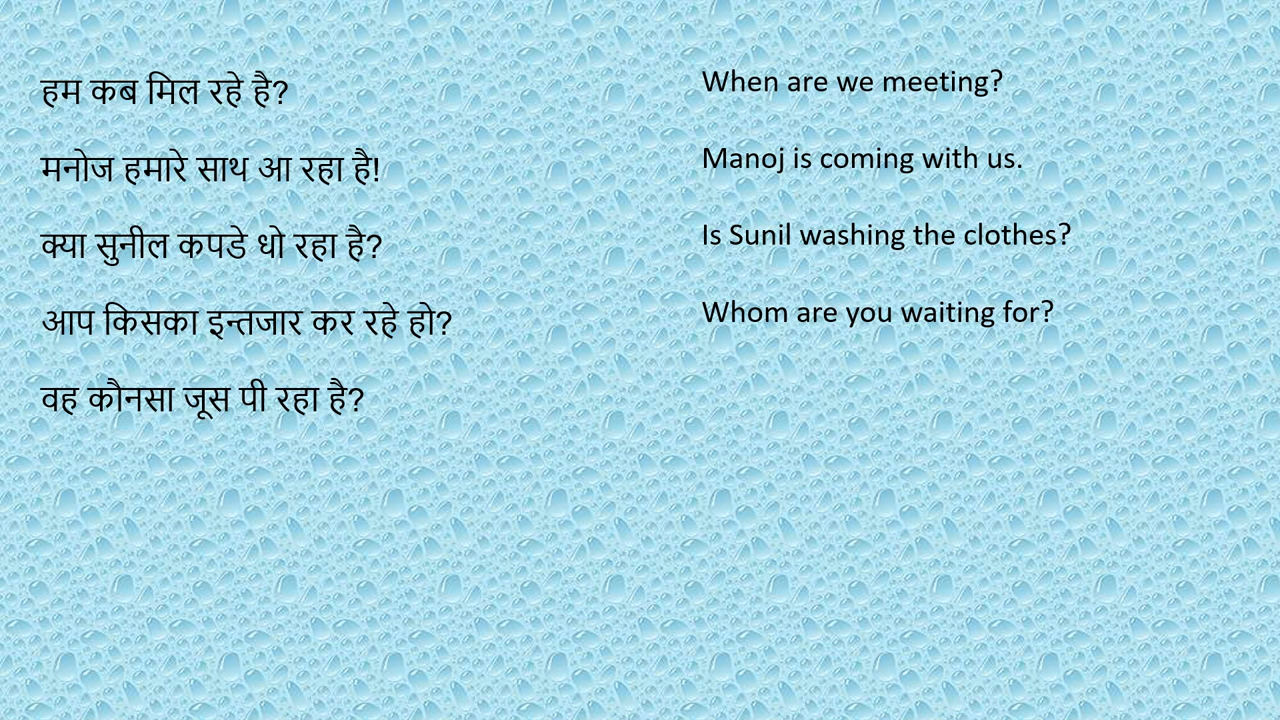 हम कब मिल रहे है?
मनोज हमारे साथ आ रहा है!
क्या सुनील कपडे धो रहा है?
आप किसका इन्तजार कर रहे हो?
वह कौनसा जूस पी रहा है?
When are we meeting?
Manoj is coming with us.
Is Sunil washing the clothes?
Whom are you waiting for?